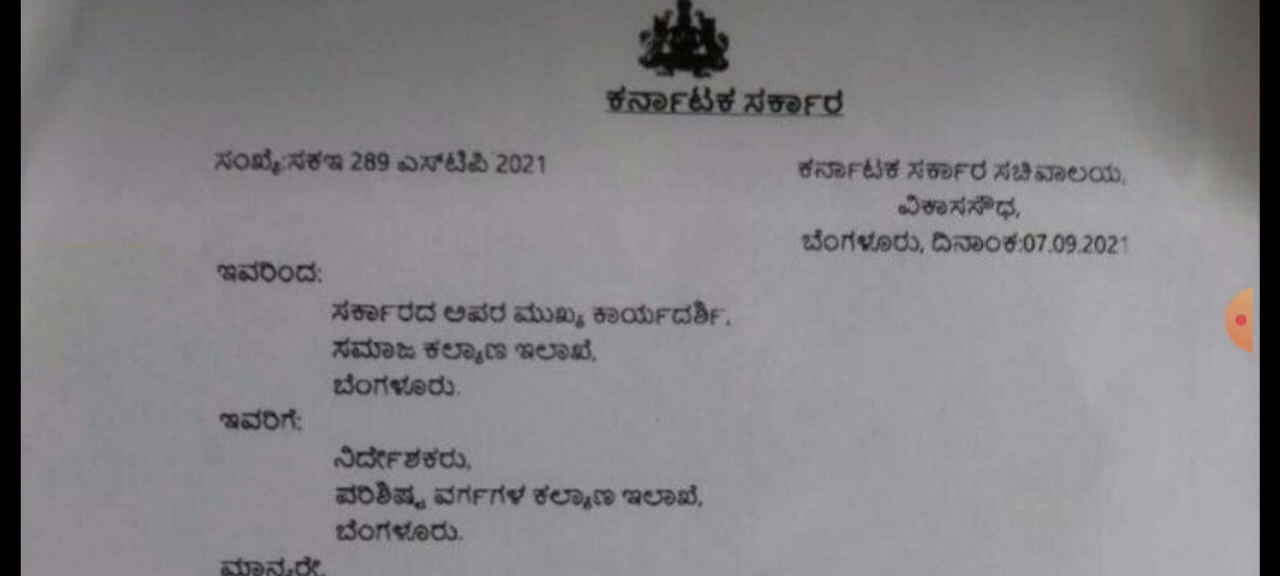 ಕರ್ನಾಟಕ ಸರ್ಕಾರ
ಸಂಖ್ಯೆ:ಸಕಇ 289 ಎಸ್‌ಟಿಪಿ 2021
ಕರ್ನಾಟಕ ಸರ್ಕಾರ ಸಚಿವಾಲಯ,
ವಿಕಾಸಸೌಧ,
ಬೆಂಗಳೂರು, ದಿನಾಂಕ:07.09.2021
ಇವರಿಂದ:
ಸರ್ಕಾರದ ಅಪರ ಮುಖ್ಯ ಕಾರ್ಯದರ್ಶಿ,
ಸಮಾಜ ಕಲ್ಯಾಣ ಇಲಾಖೆ,
ಬೆಂಗಳೂರು.
ಇವರಿಗೆ:
ನಿರ್ದೇಶಕರು,
ಪರಿಶಿಷ್ಟ ವರ್ಗಗಳ ಕಲ್ಯಾಣ ಇಲಾಖೆ,
ಬೆಂಗಳೂರು.
ಮಾನ್ಯರೇ,